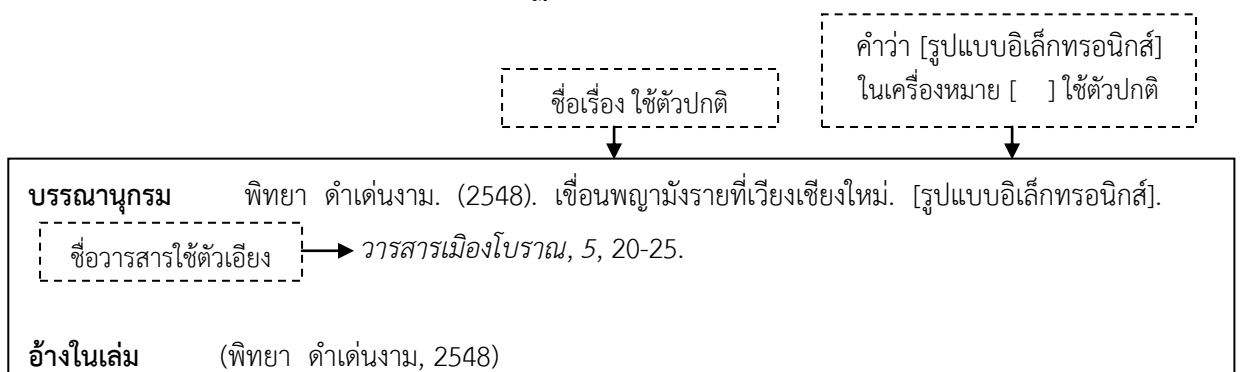 คำว่า [รูปแบบอิเล็กทรอนิกส์]
ในเครื่องหมาย [ ] ใช้ตัวปกติ
ชื่อเรื่อง ใช้ตัวปกติ
บรรณานุกรม พิทยา ดำเด่นงาม. (2548). เขื่อนพญามังรายที่เวียงเชียงใหม่. [รูปแบบอิเล็กทรอนิกส์].
ชื่อวารสารใช้ตัวเอียง วารสารเมืองโบราณ, 5, 20-25.
อ้างในเล่ม (พิทยา ดำเด่นงาม, 2548)